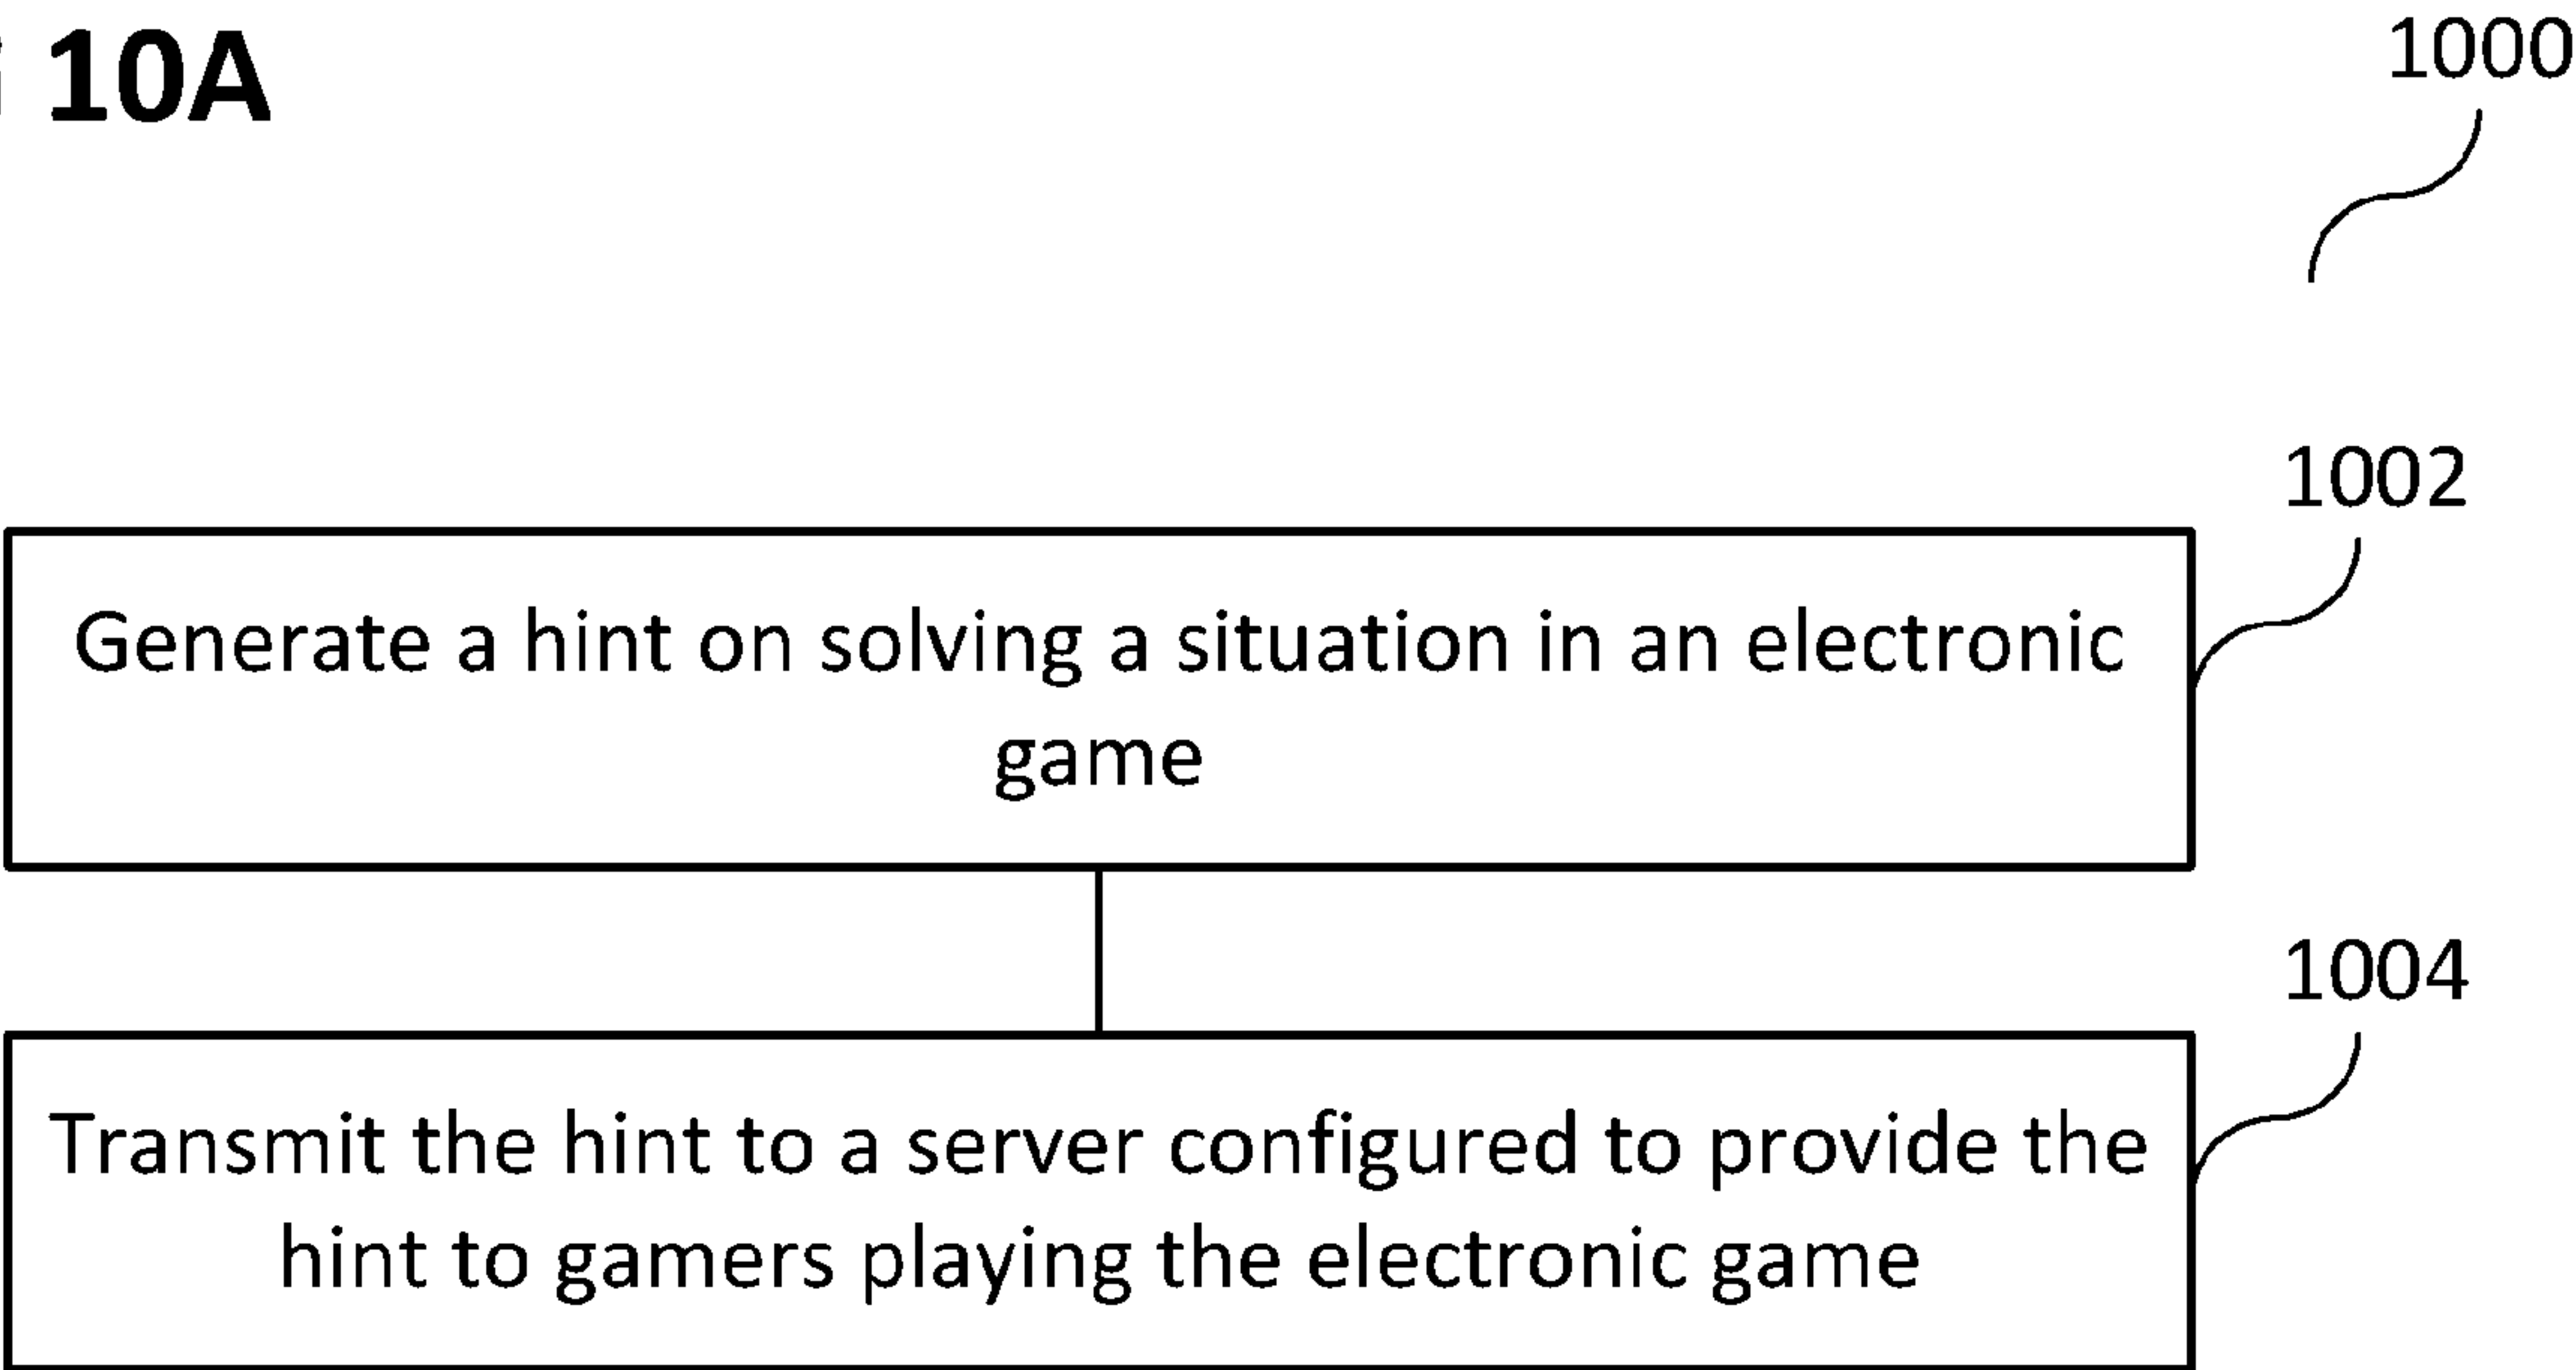 10A
1000
1002
Generate a hint on solving a situation in an electronic
game
1004
Transmit the hint to a server configured to provide the
hint to gamers playing the electronic game